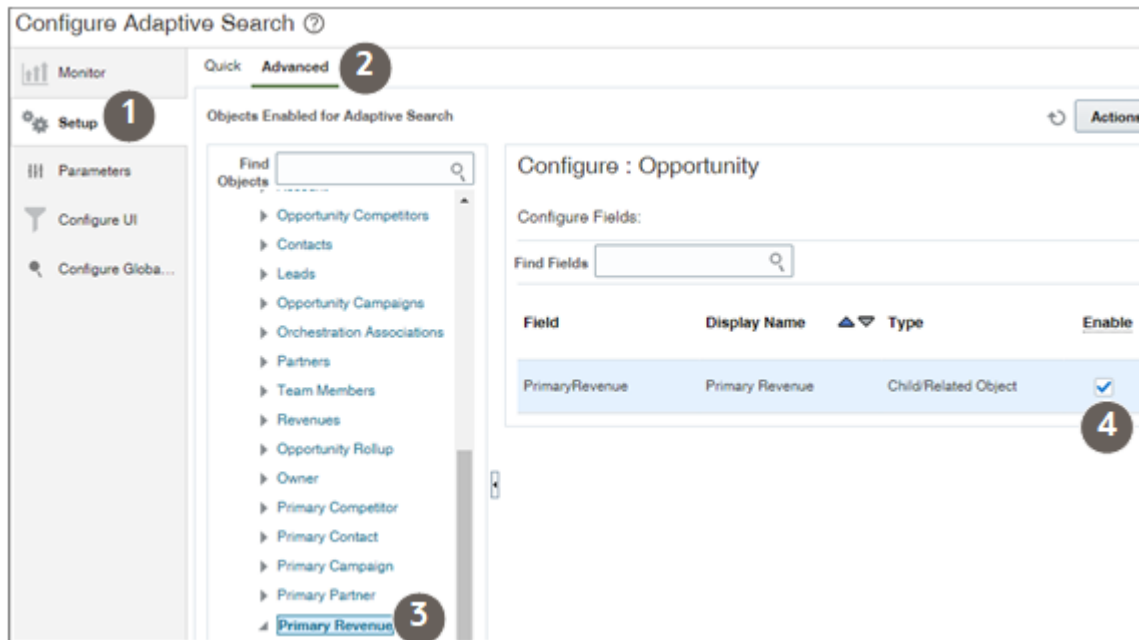 Configure Adaptive Search ?
Monitor
Setup
1
Parameters
Configure UI
Configure Globa...
Quick Advanced 2
Objects Enabled for Adaptive Search
Actions
Find
Objects
Opportunity Competitors
Contacts
Leads
Opportunity Campaigns
Orchestration Associations
Partners
Team Members
Revenues
Opportunity Rollup
Owner
Primary Competitor
Primary Contact
Primary Campaign
Primary Partner
Primary Revenue 3
Configure : Opportunity
Configure Fields:
Find Fields
Field Display Name Type Enable
PrimaryRevenue Primary Revenue Child/Related Object
4